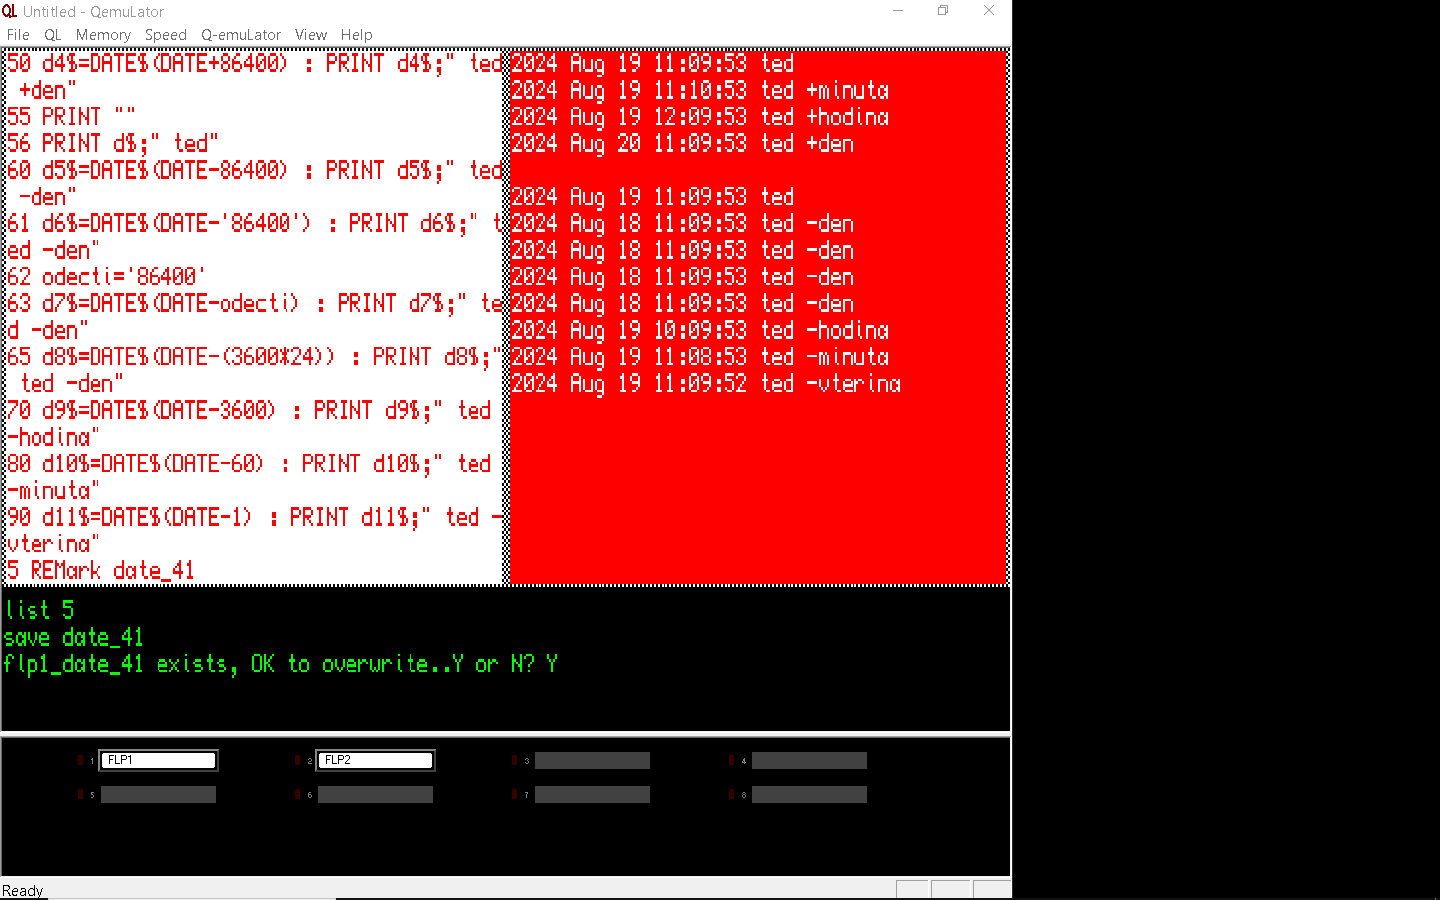 QL Untitled - QemuLator
File QL Memory Speed Q-emuLator View Help
50 d4$=DATE$(DATE+86400) : PRINT d4$;" ted
 +den"
55 PRINT ""
56 PRINT d$;" ted"
60 d5$=DATE$(DATE-86400) : PRINT d5$;" ted
 -den"
61 d6$=DATE$(DATE-'86400') : PRINT d6$;" t
ed -den"
62 odecti='86400'
63 d7$=DATE$(DATE-odecti) : PRINT d7$;" te
d -den"
65 d8$=DATE$(DATE-(3600*24)) : PRINT d8$;"
 ted -den"
70 d9$=DATE$(DATE-3600) : PRINT d9$;" ted
-hodina"
80 d10$=DATE$(DATE-60) : PRINT d10$;" ted
-minuta"
90 d11$=DATE$(DATE-1) : PRINT d11$;" ted -
vterina"
5 REMark date_41
2024 Aug 19 11:09:53 ted
2024 Aug 19 11:10:53 ted +minuta
2024 Aug 19 12:09:53 ted +hodina
2024 Aug 20 11:09:53 ted +den
2024 Aug 19 11:09:53 ted
2024 Aug 18 11:09:53 ted -den
2024 Aug 18 11:09:53 ted -den
2024 Aug 18 11:09:53 ted -den
2024 Aug 18 11:09:53 ted -den
2024 Aug 19 10:09:53 ted -hodina
2024 Aug 19 11:08:53 ted -minuta
2024 Aug 19 11:09:52 ted -vterina
list 5
save date_41
flp1_date_41 exists, OK to overwrite..Y or N? Y
1 FLP1 2 FLP2 3 4
5 6 7 8
Ready